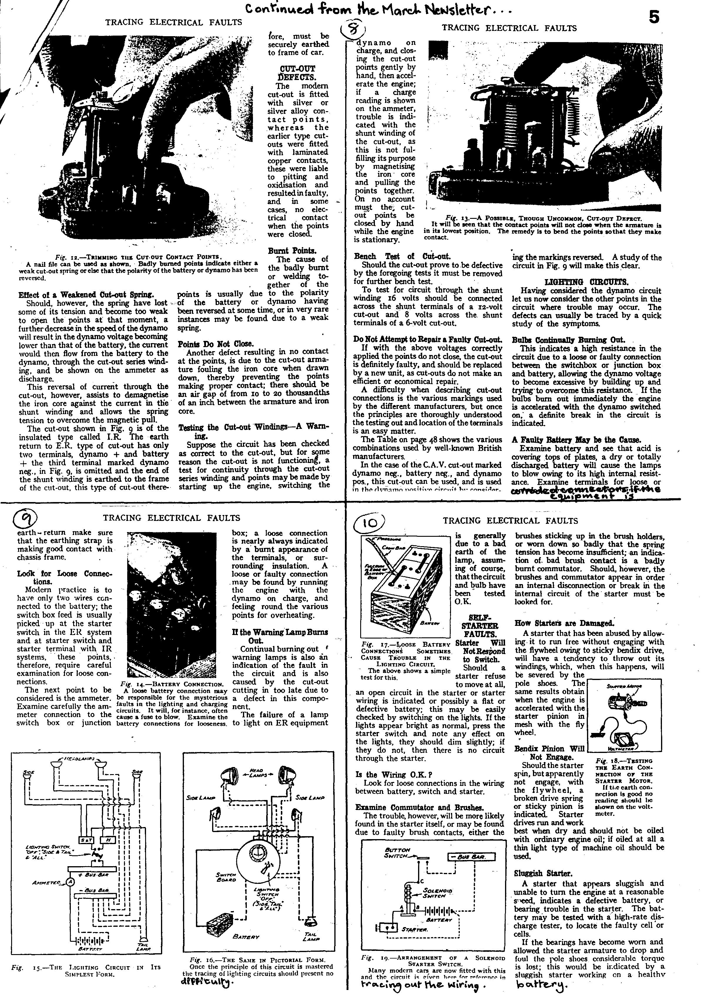 Continued from the March Newsletter...
5
TRACING ELECTRICAL FAULTS
fore, must be
securely earthed
to frame of car.
CUT-OUT
DEFECTS.
The modern
cut-out is fitted
with silver or
silver alloy con-
tact points,
whereas the
earlier type cut-
outs were fitted
with laminated
copper contacts,
these were liable
to pitting and
oxidisation and
resulted in faulty,
and in some
cases, no elec-
trical contact
when the points
were closed.
Burnt Points.
The cause of
the badly burnt
or welding to-
gether of the
Fig. 12.—TRIMMING THE CUT-OUT CONTACT POINTS.
A nail file can be used as shown. Badly burned points indicate either a
weak cut-out spring or else that the polarity of the battery or dynamo has been
reversed.
Effect of a Weakened Cut-out Spring.
Should, however, the spring have lost
some of its tension and become too weak
to open the points at that moment, a
further decrease in the speed of the dynamo
will result in the dynamo voltage becoming
lower than that of the battery, the current
would then flow from the battery to the
dynamo, through the cut-out series wind-
ing, and be shown on the ammeter as
discharge.
This reversal of current through the
cut-out, however, assists to demagnetise
the iron core against the current in the
shunt winding and allows the spring
tension to overcome the magnetic pull.
The cut-out shown in Fig. 9 is of the
insulated type called I.R. The earth
return to E.R. type of cut-out has only
two terminals, dynamo + and battery
+ the third terminal marked dynamo
neg., in Fig. 9, is omitted and the end of
the shunt winding is earthed to the frame
of the cut-out, this type of cut-out there-
points is usually due to the polarity
of the battery or dynamo having
been reversed at some time, or in very rare
instances may be found due to a weak
spring.
Points Do Not Close.
Another defect resulting in no contact
at the points, is due to the cut-out arma-
ture fouling the iron core when drawn
down, thereby preventing the points
making proper contact; there should be
an air gap of from 10 to 20 thousandths
of an inch between the armature and iron
core.
Testing the Cut-out Windings—A Warn-
ing.
Suppose the circuit has been checked
as correct to the cut-out, but for some
reason the cut-out is not functioning, a
test for continuity through the cut-out
series winding and points may be made by
starting up the engine, switching the
8
TRACING ELECTRICAL FAULTS
dynamo on
charge, and clos-
ing the cut-out
points gently by
hand, then accel-
erate the engine;
if a charge
reading is shown
on the ammeter,
trouble is indi-
cated with the
shunt winding of
the cut-out, as
this is not ful-
filling its purpose
by magnetising
the iron core
and pulling the
points together.
On no account
must the cut-
out points be
closed by hand
while the engine
is stationary.
Fig. 13.—A POSSIBLE, THOUGH UNCOMMON, CUT-OUT DEFECT.
It will be seen that the contact points will not close when the armature is
in its lowest position. The remedy is to bend the points so that they make
contact.
Bench Test of Cut-out.
Should the cut-out prove to be defective
by the foregoing tests it must be removed
for further bench test.
To test for circuit through the shunt
winding 16 volts should be connected
across the shunt terminals of a 12-volt
cut-out and 8 volts across the shunt
terminals of a 6-volt cut-out.
Do Not Attempt to Repair a Faulty Cut-out.
If with the above voltages correctly
applied the points do not close, the cut-out
is definitely faulty, and should be replaced
by a new unit, as cut-outs do not make an
efficient or economical repair.
A difficulty when describing cut-out
connections is the various markings used
by the different manufacturers, but once
the principles are thoroughly understood
the testing out and location of the terminals
is an easy matter.
The Table on page 48 shows the various
combinations used by well-known British
manufacturers.
In the case of the C.A.V. cut-out marked
dynamo neg., battery neg., and dynamo
pos., this cut-out can be used, and is used
in the dynamo positive circuit by consider-
ing the markings reversed. A study of the
circuit in Fig. 9 will make this clear.
LIGHTING CIRCUITS.
Having considered the dynamo circuit
let us now consider the other points in the
circuit where trouble may occur. The
defects can usually be traced by a quick
study of the symptoms.
Bulbs Continually Burning Out.
This indicates a high resistance in the
circuit due to a loose or faulty connection
between the switchbox or junction box
and battery, allowing the dynamo voltage
to become excessive by building up and
trying to overcome this resistance. If the
bulbs burn out immediately the engine
is accelerated with the dynamo switched
on, a definite break in the circuit is
indicated.
A Faulty Battery May be the Cause.
Examine battery and see that acid is
covering tops of plates, a dry or totally
discharged battery will cause the lamps
to blow owing to its high internal resist-
ance. Examine terminals for loose or
corroded connectors, if the
equipment is
9
TRACING ELECTRICAL FAULTS
earth-return make sure
that the earthing strap is
making good contact with
chassis frame.
Look for Loose Connec-
tions.
Modern practice is to
have only two wires con-
nected to the battery; the
switch box feed is usually
picked up at the starter
switch in the ER system
and at starter switch and
starter terminal with IR
systems, these points,
therefore, require careful
examination for loose con-
nections.
The next point to be
considered is the ammeter.
Examine carefully the am-
meter connection to the
switch box or junction
Fig. 14.—BATTERY CONNECTION.
A loose battery connection may
be responsible for the mysterious
faults in the lighting and charging
circuits. It will, for instance, often
cause a fuse to blow. Examine the
battery connections for looseness.
box; a loose connection
is nearly always indicated
by a burnt appearance of
the terminals, or sur-
rounding insulation. A
loose or faulty connection
may be found by running
the engine with the
dynamo on charge, and
feeling round the various
points for overheating.
If the Warning Lamp Burns
Out.
Continual burning out
warning lamps is also an
indication of the fault in
the circuit and is also
caused by the cut-out
cutting in too late due to
a defect in this compo-
nent.
The failure of a lamp
to light on ER equipment
HEADLAMPS
SIDE
SIDE
S&T
H
LIGHTING SWITCH.
"OFF", "SIDE & TAIL"
& "ALL"
+ BUS BAR
AMMETER
A
- BUS BAR.
BATTERY
TAIL
LAMP.
Fig. 15.—THE LIGHTING CIRCUIT IN ITS
SIMPLEST FORM.
HEAD
LAMPS
SIDE LAMP
SIDE LAMP
SWITCH
BOARD
LIGHTING
SWITCH
"OFF"
(SIDE, TAIL
& "ALL")
BATTERY
TAIL
LAMP
Fig. 16.—THE SAME IN PICTORIAL FORM.
Once the principle of this circuit is mastered
the tracing of lighting circuits should present no
difficulty.
10
TRACING ELECTRICAL FAULTS
PRESSURE
CROW BAR
FULCRUM
IS EDGE OF
BATTERY
BOX
BATTERY
Fig. 17.—LOOSE BATTERY
CONNECTIONS SOMETIMES
CAUSE TROUBLE IN THE
LIGHTING CIRCUIT.
The above shows a simple
test for this.
is generally
due to a bad
earth of the
lamp, assum-
ing of course,
that the circuit
and bulb have
been tested
O.K.
SELF-
STARTER
FAULTS.
Starter Will
Not Respond
to Switch.
Should a
starter refuse
to move at all,
an open circuit in the starter or starter
wiring is indicated or possibly a flat or
defective battery; this may be easily
checked by switching on the lights. If the
lights appear bright as normal, press the
starter switch and note any effect on
the lights, they should dim slightly; if
they do not, then there is no circuit
through the starter.
Is the Wiring O.K.?
Look for loose connections in the wiring
between battery, switch and starter.
Examine Commutator and Brushes.
The trouble, however, will be more likely
found in the starter itself, or may be found
due to faulty brush contacts, either the
BUTTON
SWITCH
- BUS BAR.
C
SOLENOID
SWITCH
A
B
BATTERY
STARTER.
Fig. 19.—ARRANGEMENT OF A SOLENOID
STARTER SWITCH.
Many modern cars are now fitted with this
and the circuit is given here for reference in
tracing out the wiring.
brushes sticking up in the brush holders,
or worn down so badly that the spring
tension has become insufficient; an indica-
tion of bad brush contact is a badly
burnt commutator. Should, however, the
brushes and commutator appear in order
an internal disconnection or break in the
internal circuit of the starter must be
looked for.
How Starters are Damaged.
A starter that has been abused by allow-
ing it to run free without engaging with
the flywheel owing to sticky bendix drive,
will have a tendency to throw out its
windings, which, when this happens, will
be severed by the
pole shoes. The
same results obtain
when the engine is
accelerated with the
starter pinion in
mesh with the fly
wheel.
STARTER MOTOR
VOLTMETER
Fig. 18.—TESTING
THE EARTH CON-
NECTION OF THE
STARTER MOTOR.
If the earth con-
nection is good no
reading should be
shown on the volt-
meter.
Bendix Pinion Will
Not Engage.
Should the starter
spin, but apparently
not engage, with
the flywheel, a
broken drive spring
or sticky pinion is
indicated. Starter
drives run and work
best when dry and should not be oiled
with ordinary engine oil; if oiled at all a
thin light type of machine oil should be
used.
Sluggish Starter.
A starter that appears sluggish and
unable to turn the engine at a reasonable
speed, indicates a defective battery, or
bearing trouble in the starter. The bat-
tery may be tested with a high-rate dis-
charge tester, to locate the faulty cell or
cells.
If the bearings have become worn and
allowed the starter armature to drop and
foul the pole shoes considerable torque
is lost; this would be indicated by a
sluggish starter working on a healthy
battery.